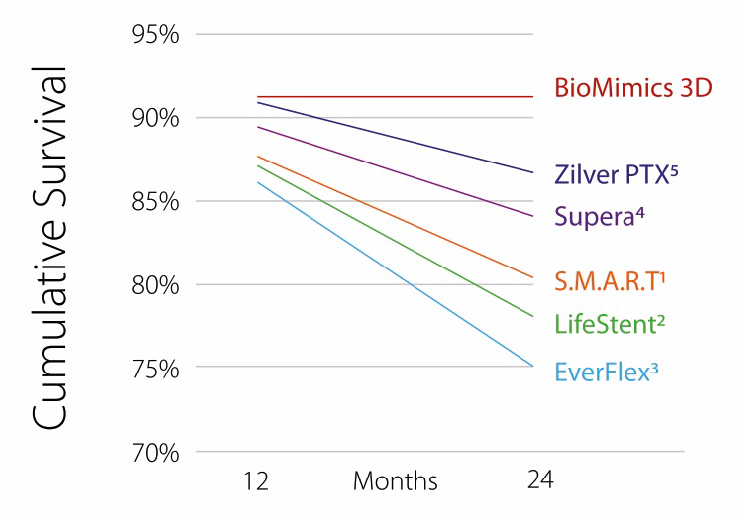 95%
BioMimics 3D
90%
Zilver PTX⁵
85%
Supera⁴
80%
S.M.A.R.T¹
LifeStent²
75%
EverFlex³
70%
12 Months 24
Cumulative Survival